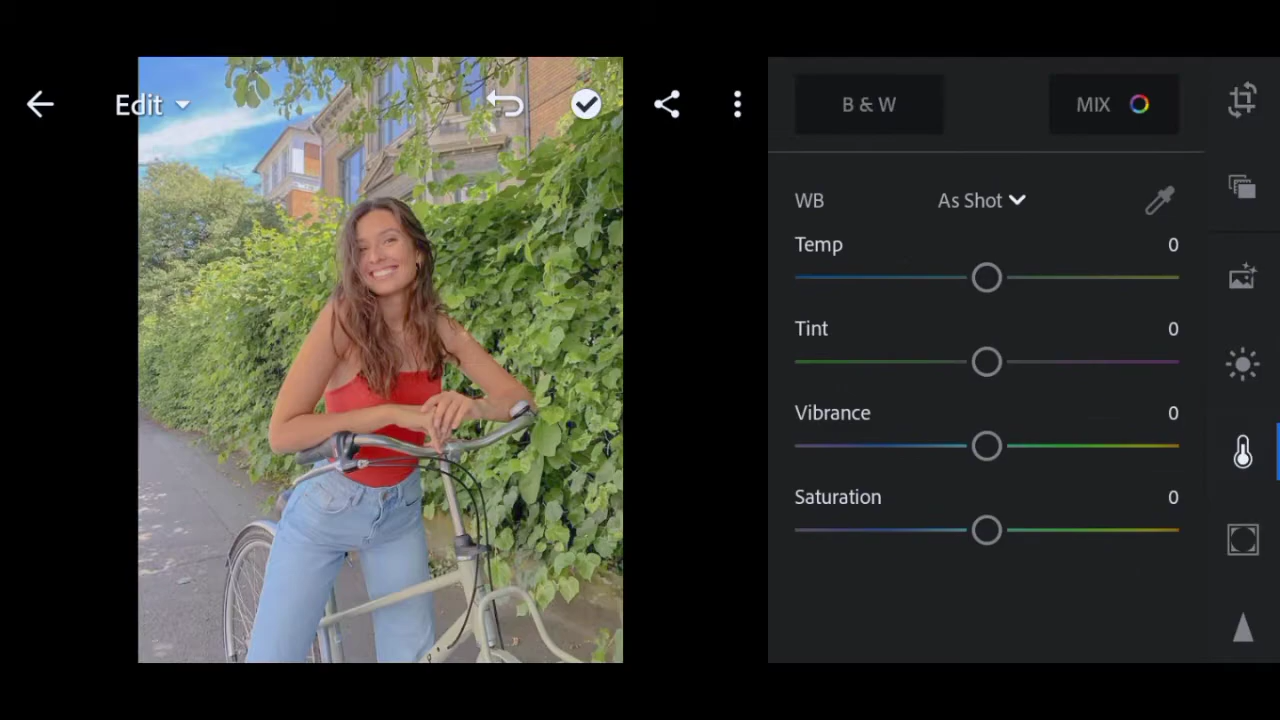 Edit
B & W
MIX
WB
As Shot
Temp
0
Tint
0
Vibrance
0
Saturation
0